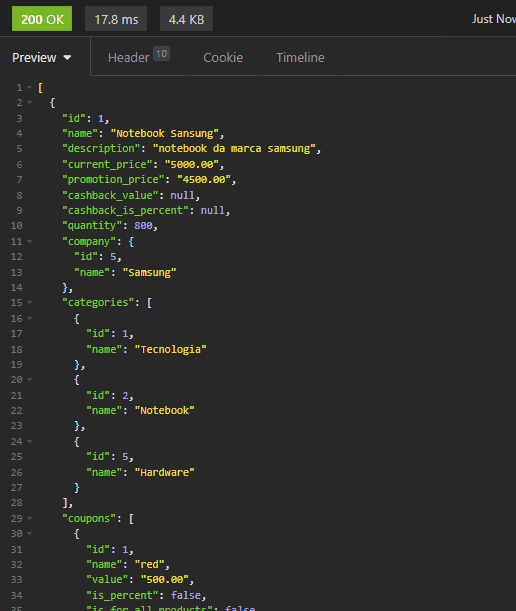 200 OK 17.8 ms 4.4 KB Just Now
Preview Header 10 Cookie Timeline
1 [
2 {
3 "id": 1,
4 "name": "Notebook Sansung",
5 "description": "notebook da marca samsung",
6 "current_price": "5000.00",
7 "promotion_price": "4500.00",
8 "cashback_value": null,
9 "cashback_is_percent": null,
10 "quantity": 800,
11 "company": {
12 "id": 5,
13 "name": "Samsung"
14 },
15 "categories": [
16 {
17 "id": 1,
18 "name": "Tecnologia"
19 },
20 {
21 "id": 2,
22 "name": "Notebook"
23 },
24 {
25 "id": 5,
26 "name": "Hardware"
27 }
28 ],
29 "coupons": [
30 {
31 "id": 1,
32 "name": "red",
33 "value": "500.00",
34 "is_percent": false,
35 "is_for_all_products": false,